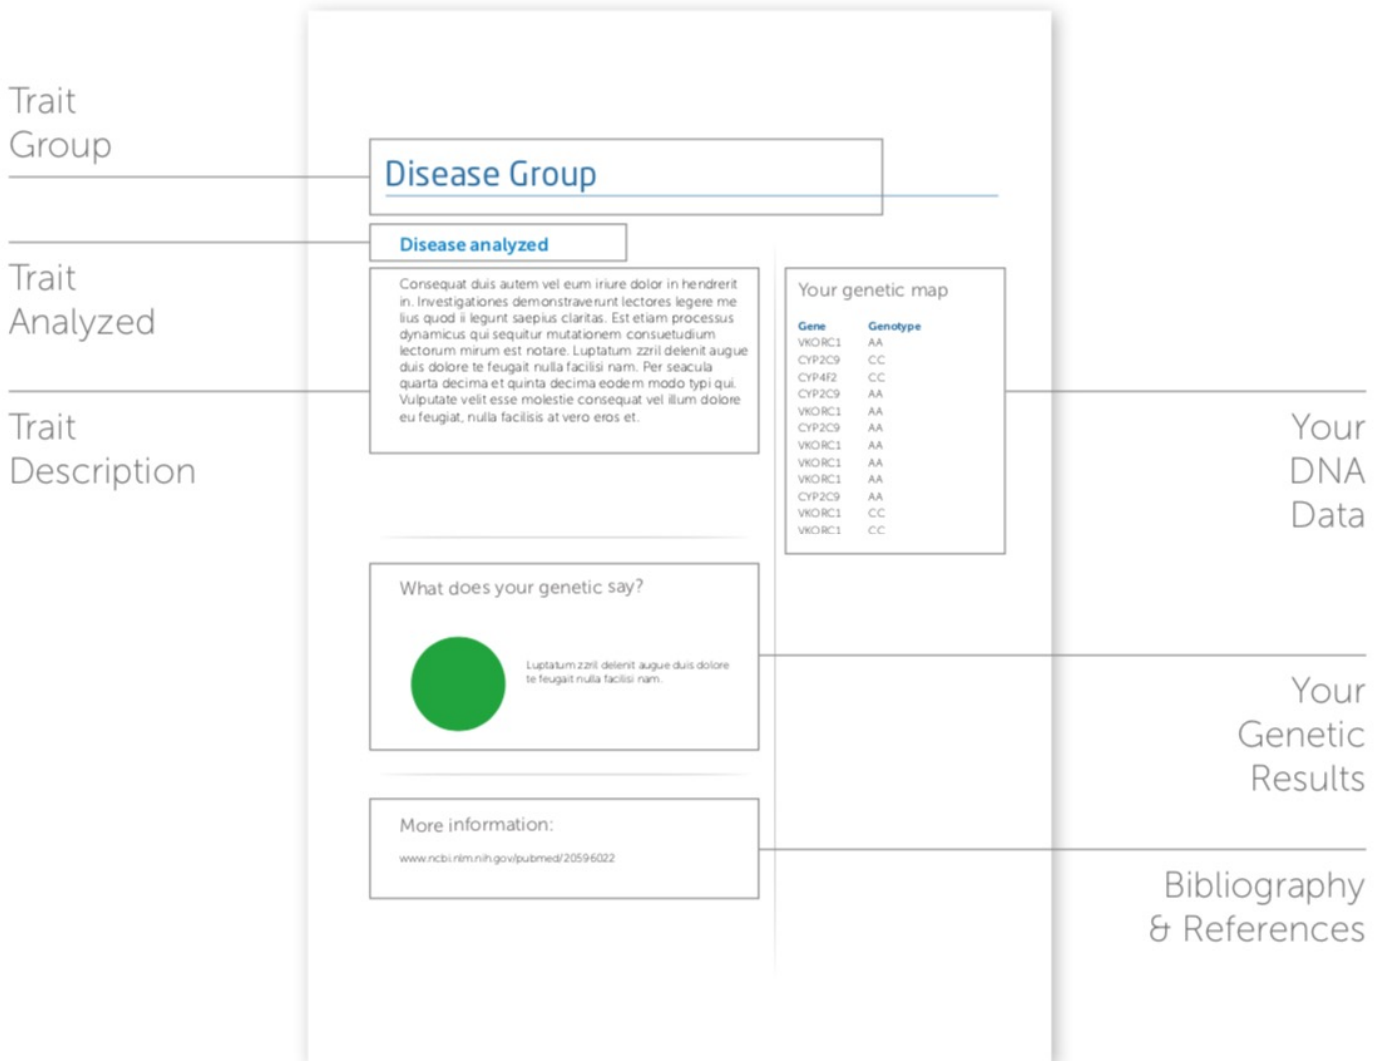 Trait
Group
Disease Group
Disease analyzed
Trait
Analyzed
Consequat duis autem vel eum iriure dolor in hendrerit
in. Investigationes demonstraverunt lectores legere me
lius quod ii legunt saepius claritas. Est etiam processus
dynamicus qui sequitur mutationem consuetudium
lectorum mirum est notare. Luptatum zzril delenit augue
duis dolore te feugait nulla facilisi nam. Per seacula
quarta decima et quinta decima eodem modo typi qui.
Vulputate velit esse molestie consequat vel illum dolore
eu feugiat, nulla facilisis at vero eros et.
Trait
Description
Your genetic map
Gene Genotype
VKORC1 AA
CYP2C9 CC
CYP4F2 CC
CYP2C9 AA
VKORC1 AA
CYP2C9 AA
VKORC1 AA
VKORC1 AA
VKORC1 AA
CYP2C9 AA
VKORC1 CC
VKORC1 CC
Your
DNA
Data
What does your genetic say?
Luptatum zzril delenit augue duis dolore
te feugait nulla facilisi nam.
Your
Genetic
Results
More information:
www.ncbi.nlm.nih.gov/pubmed/20596022
Bibliography
& References